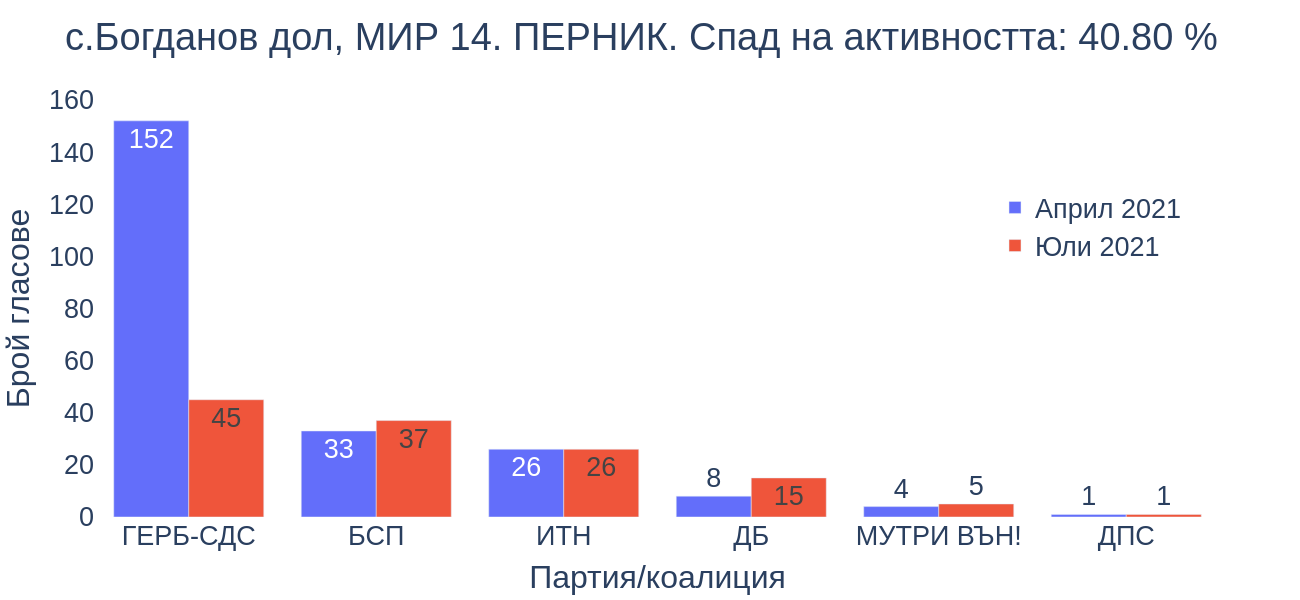 с.Богданов дол, МИР 14. ПЕРНИК. Спад на активността: 40.80 %
Брой гласове
160
140
120
100
80
60
40
20
0
152
45
33
37
26
26
8
15
4
5
1
1
Април 2021
Юли 2021
ГЕРБ-СДС
БСП
ИТН
ДБ
МУТРИ ВЪН!
ДПС
Партия/коалиция